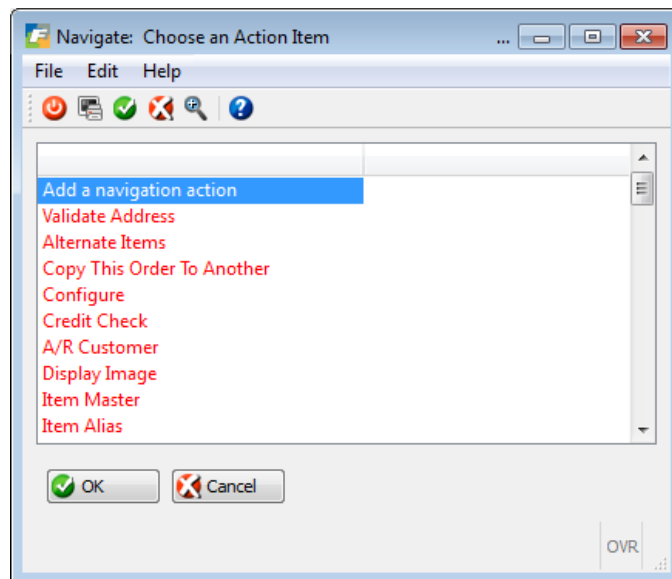 Navigate: Choose an Action Item ...
File Edit Help
Add a navigation action
Validate Address
Alternate Items
Copy This Order To Another
Configure
Credit Check
A/R Customer
Display Image
Item Master
Item Alias
OK Cancel
OVR